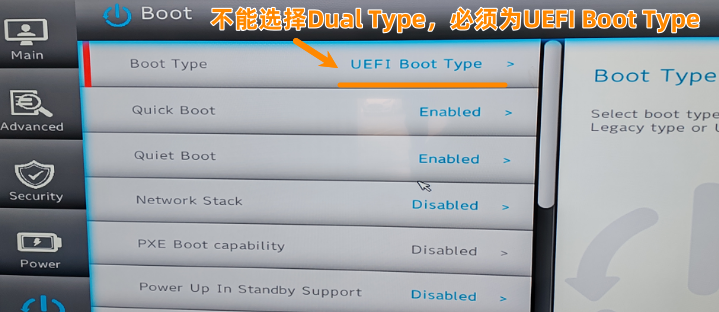 Boot
不能选择Dual Type，必须为UEFI Boot Type
Main
Advanced
Security
Power
Boot Type UEFI Boot Type >
Quick Boot Enabled >
Quiet Boot Enabled >
Network Stack Disabled >
PXE Boot capability Disabled >
Power Up In Standby Support Disabled >
Boot Type
Select boot type
Legacy type or